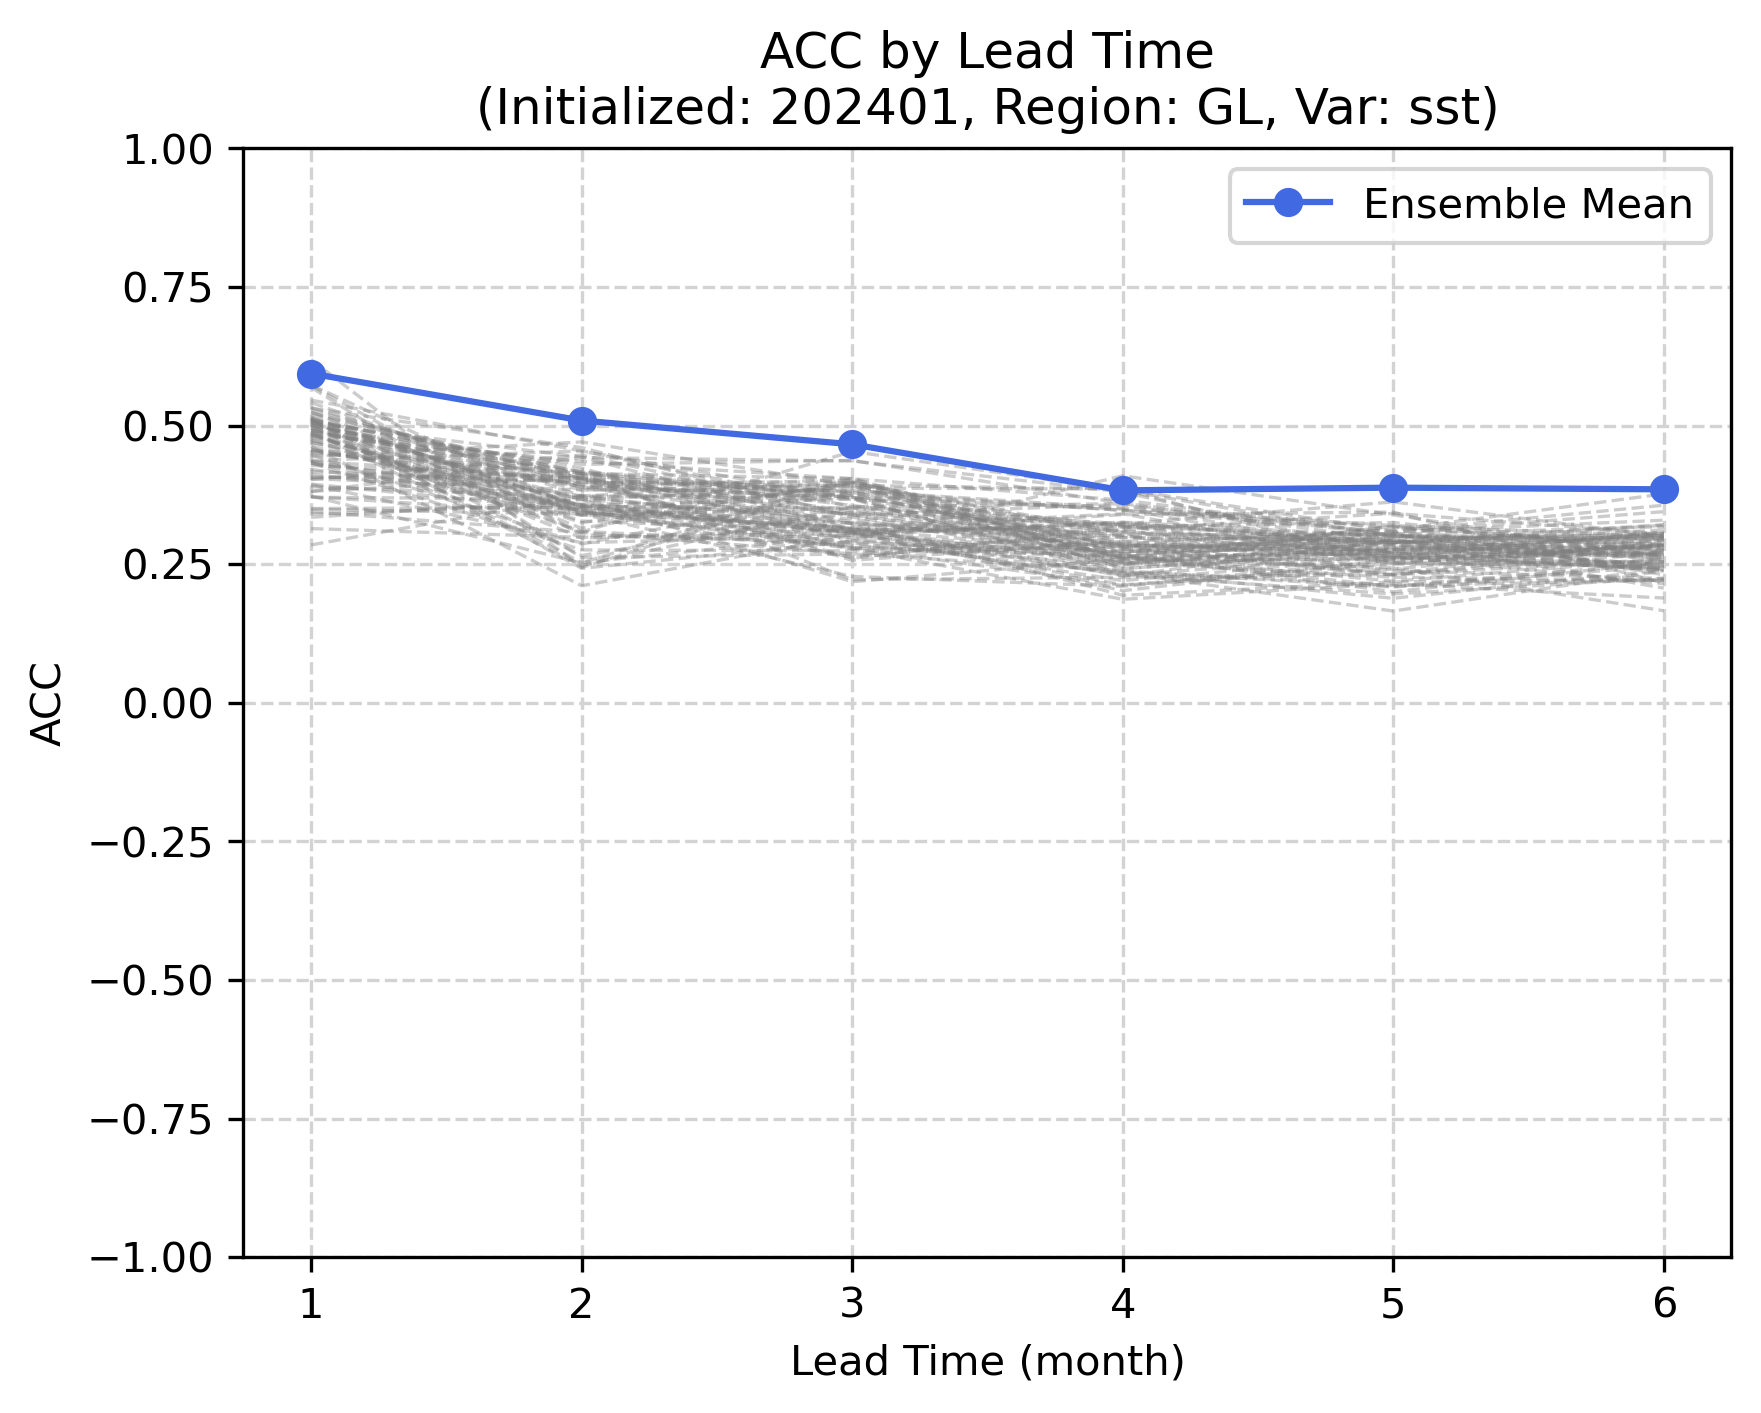 ACC by Lead Time
(Initialized: 202401, Region: GL, Var: sst)
Ensemble Mean
1.00
0.75
0.50
0.25
0.00
−0.25
−0.50
−0.75
−1.00
ACC
1 2 3 4 5 6
Lead Time (month)